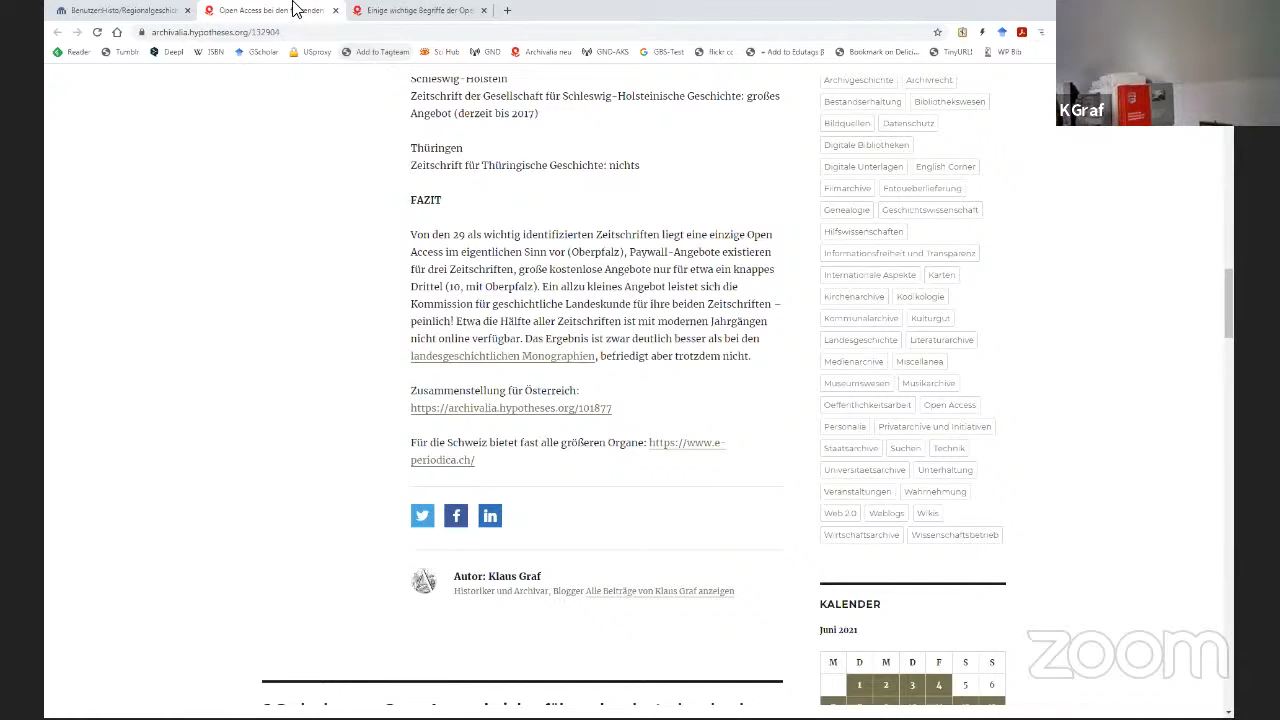 BenutzerHisto/Regionalgeschich
Open Access bei den
Einige wichtige Begriffe der Ope
archivalia.hypotheses.org/132904
Reader
Tumblr
Deepl
ISBN
GScholar
USproxy
Add to Tagteam
Sci Hub
GND
Archivalia neu
GND-AKS
GBS-Test
Flickr cc
+ Add to Edutags β
Bookmark on Delici...
TinyURL!
WP Bib
KGraf
Schleswig-Holstein
Zeitschrift der Gesellschaft für Schleswig-Holsteinische Geschichte: großes
Angebot (derzeit bis 2017)
Thüringen
Zeitschrift für Thüringische Geschichte: nichts
FAZIT
Von den 29 als wichtig identifizierten Zeitschriften liegt eine einzige Open
Access im eigentlichen Sinn vor (Oberpfalz), Paywall-Angebote existieren
für drei Zeitschriften, große kostenlose Angebote nur für etwa ein knappes
Drittel (10, mit Oberpfalz). Ein allzu kleines Angebot leistet sich die
Kommission für geschichtliche Landeskunde für ihre beiden Zeitschriften –
peinlich! Etwa die Hälfte aller Zeitschriften ist mit modernen Jahrgängen
nicht online verfügbar. Das Ergebnis ist zwar deutlich besser als bei den
landesgeschichtlichen Monographien, befriedigt aber trotzdem nicht.
Zusammenstellung für Österreich:
https://archivalia.hypotheses.org/101877
Für die Schweiz bietet fast alle größeren Organe: https://www.e-
periodica.ch/
Autor: Klaus Graf
Historiker und Archivar, Blogger Alle Beiträge von Klaus Graf anzeigen
Archivgeschichte Archivrecht
Bestandserhaltung Bibliothekswesen
Bildquellen Datenschutz
Digitale Bibliotheken
Digitale Unterlagen English Corner
Filmarchive Fotoueberlieferung
Genealogie Geschichtswissenschaft
Hilfswissenschaften
Informationsfreiheit und Transparenz
Internationale Aspekte Karten
Kirchenarchive Kodikologie
Kommunalarchive Kulturgut
Landesgeschichte Literaturarchive
Medienarchive Miscellanea
Museumswesen Musikarchive
Oeffentlichkeitsarbeit Open Access
Personalie Privatarchive und Initiativen
Staatsarchive Suchen Technik
Universitaetsarchive Unterhaltung
Veranstaltungen Wahrnehmung
Web 2.0 Weblogs Wikis
Wirtschaftsarchive Wissenschaftsbetrieb
KALENDER
Juni 2021
M D M D F S S
1 2 3 4 5 6
zoom